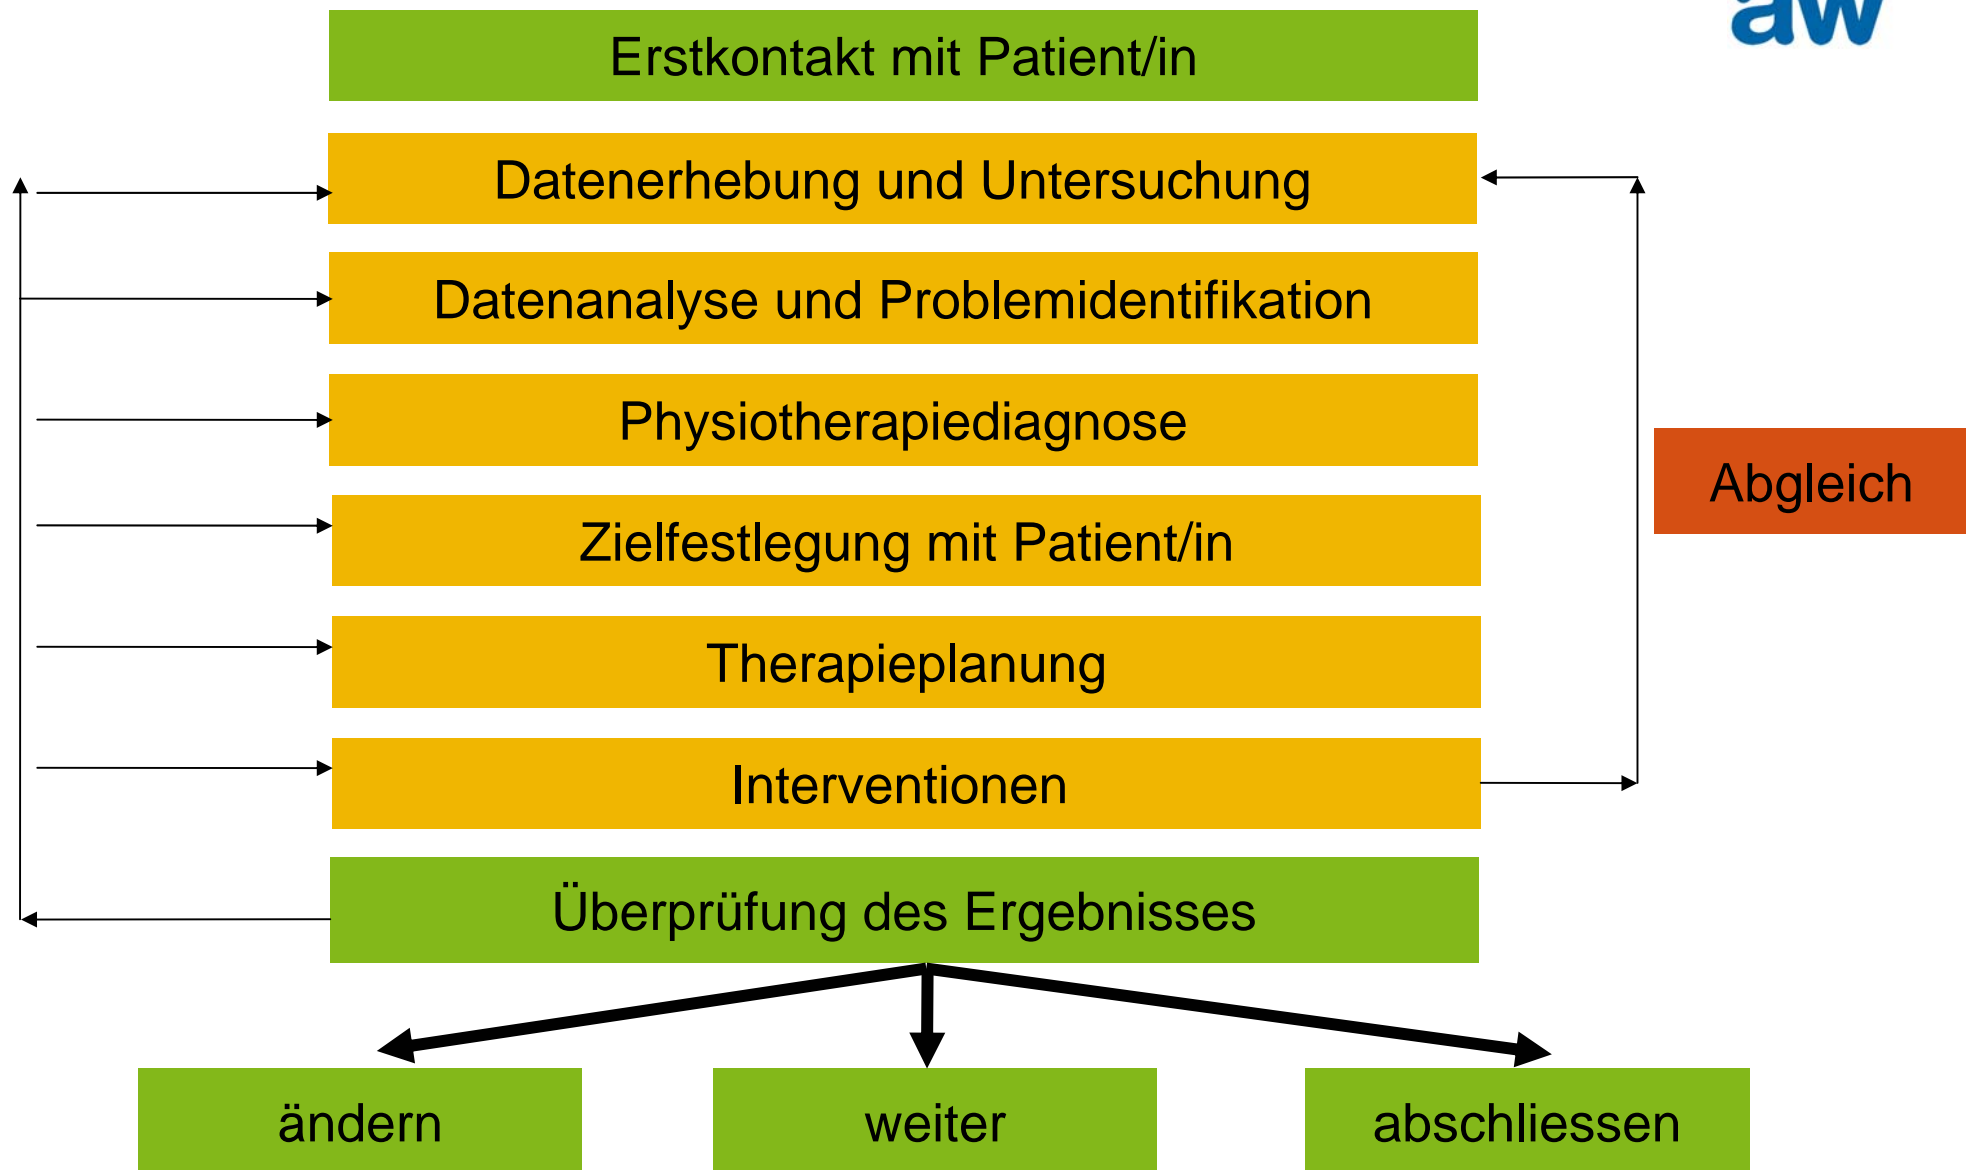 aw
Erstkontakt mit Patient/in
Datenerhebung und Untersuchung
Datenanalyse und Problemidentifikation
Physiotherapiediagnose
Abgleich
Zielfestlegung mit Patient/in
Therapieplanung
Interventionen
Überprüfung des Ergebnisses
ändern
weiter
abschliessen